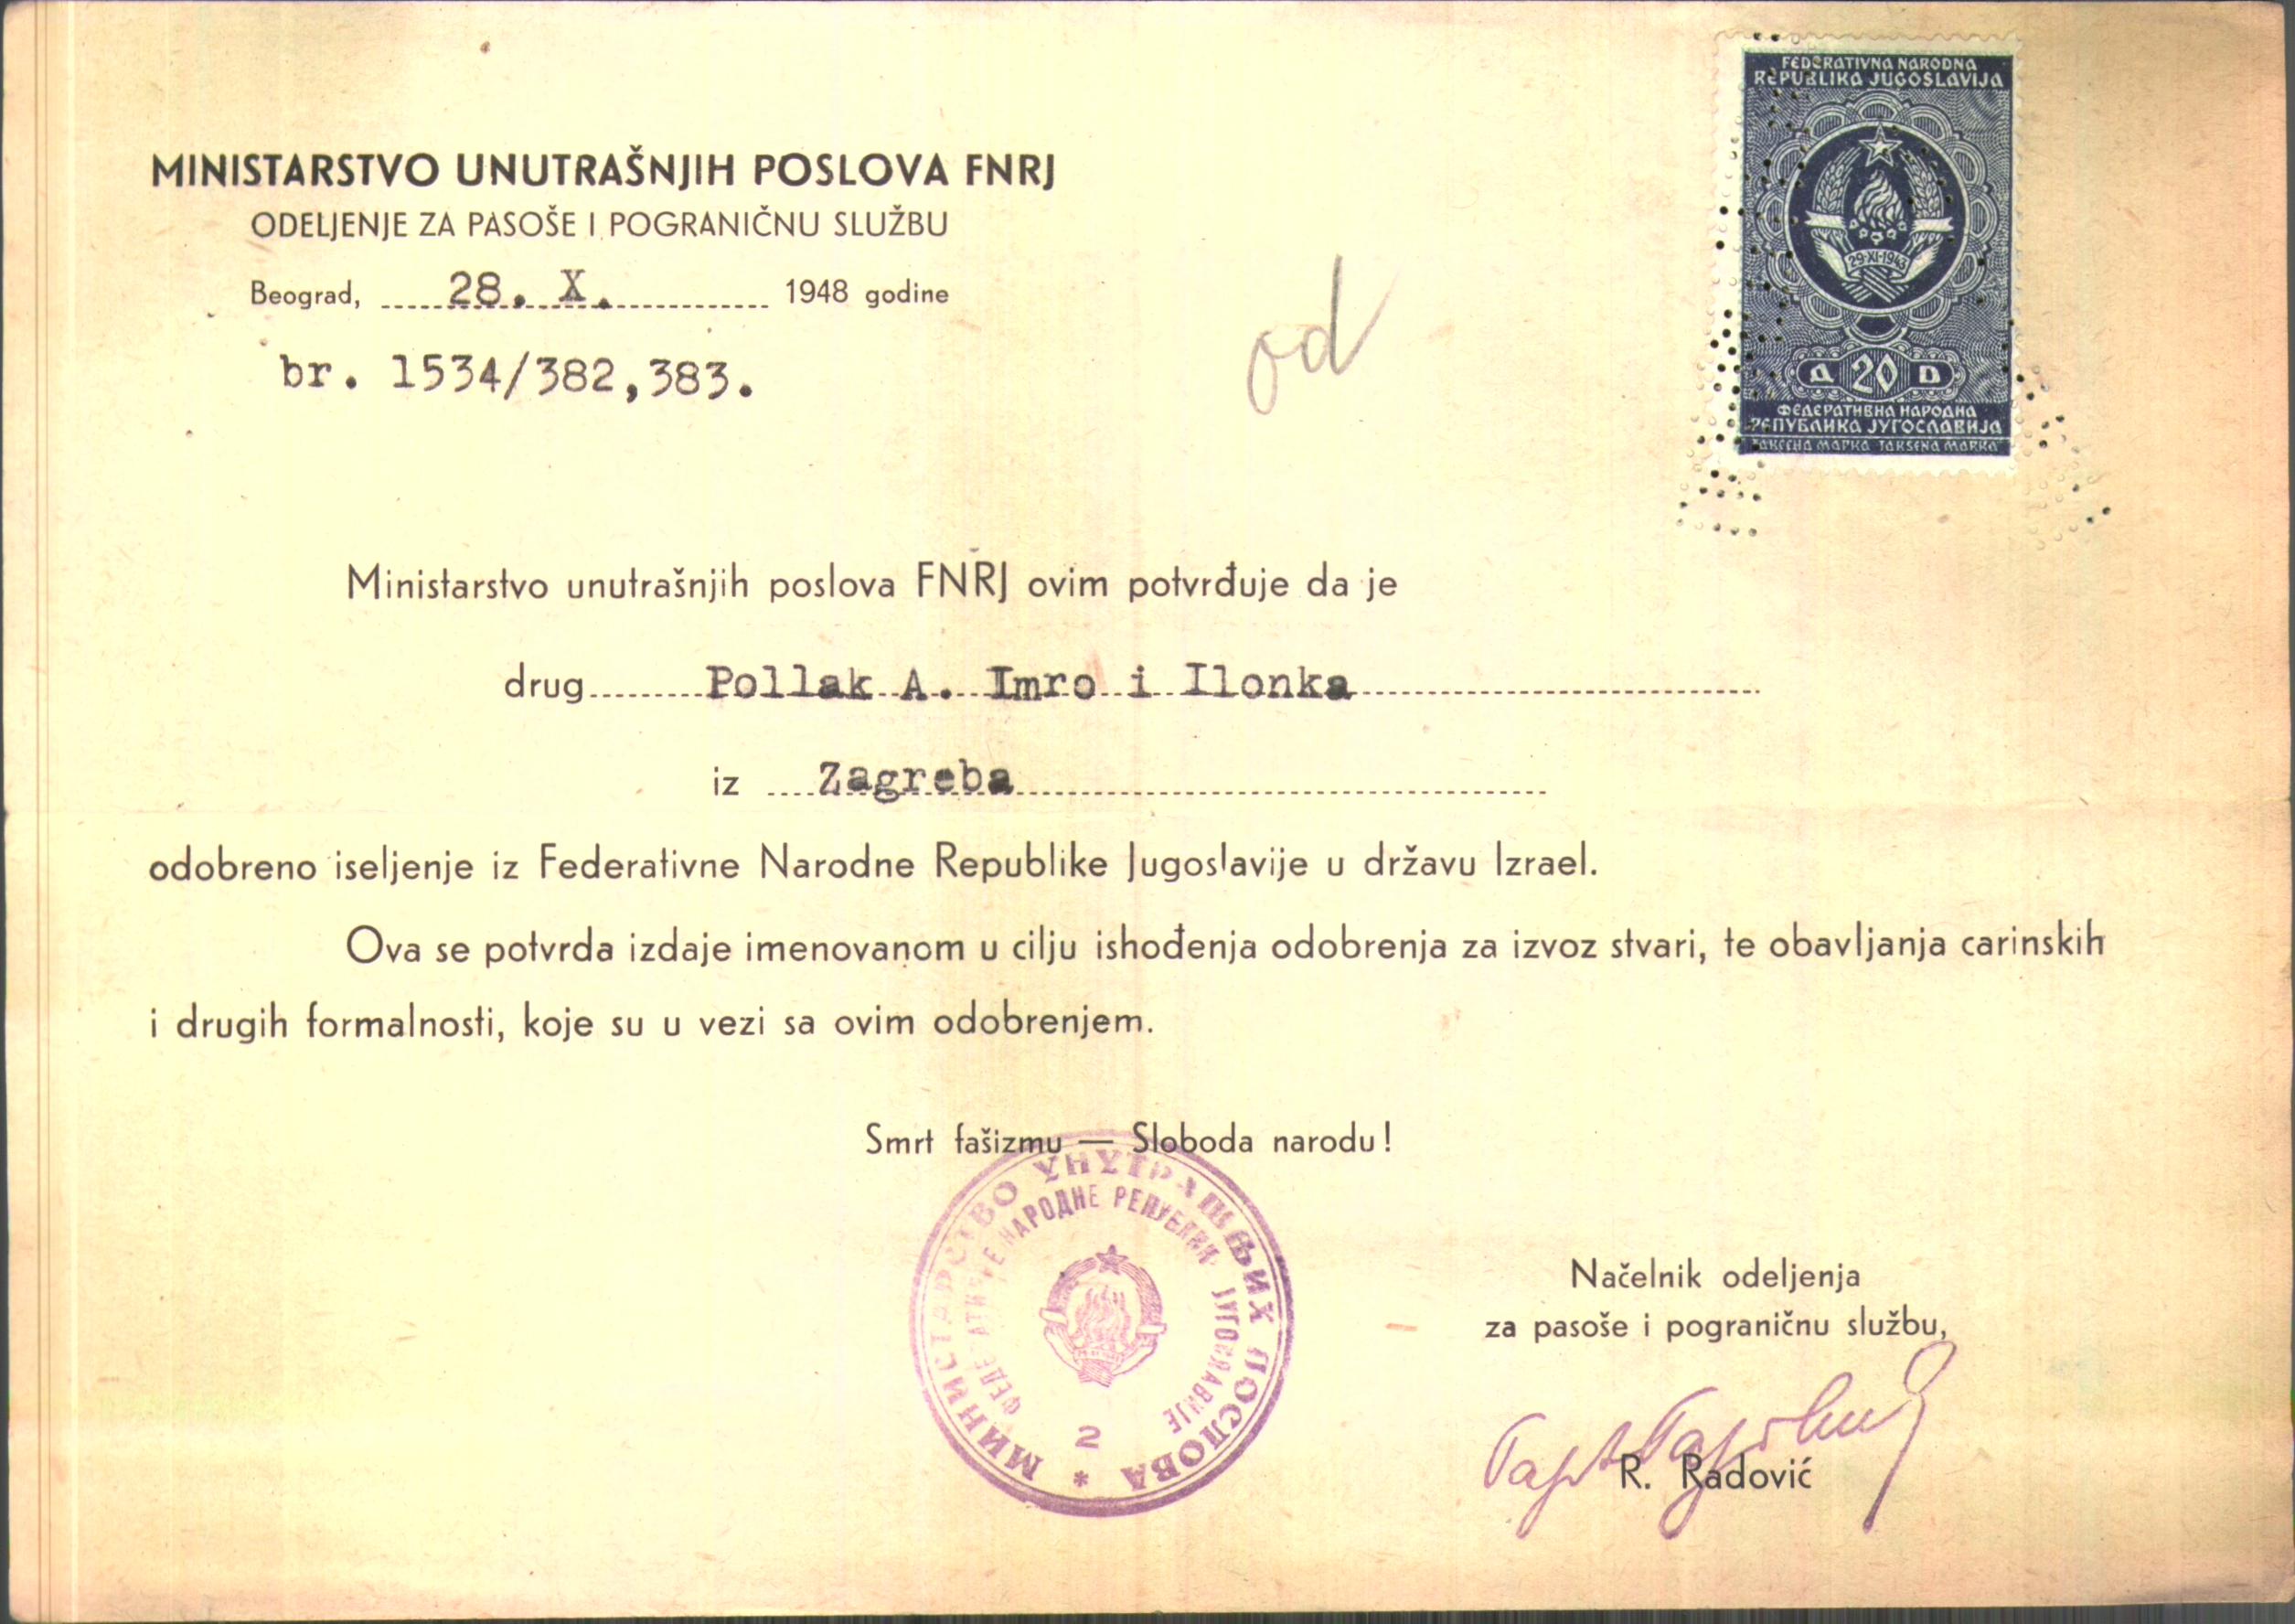 FEDERATIVNA NARODNA
REPUBLIKA JUGOSLAVIJA
29·XI·1943
Д 20 D
ФЕДЕРАТИВНА НАРОДНА
РЕПУБЛИКА ЈУГОСЛАВИЈА
ТАКСЕНА МАРКА TAKSENA MARKA
MINISTARSTVO UNUTRAŠNJIH POSLOVA FNRJ
ODELJENJE ZA PASOŠE I POGRANIČNU SLUŽBU
Beograd, 28. X. 1948 godine
br. 1534/382,383.
od
Ministarstvo unutrašnjih poslova FNRJ ovim potvrđuje da je
drug Pollak A. Imro i Ilonka
iz Zagreba
odobreno iseljenje iz Federativne Narodne Republike Jugoslavije u državu Izrael.
Ova se potvrda izdaje imenovanom u cilju ishođenja odobrenja za izvoz stvari, te obavljanja carinskih
i drugih formalnosti, koje su u vezi sa ovim odobrenjem.
Smrt fašizmu — Sloboda narodu!
МИНИСТАРСТВО УНУТРАШЊИХ ПОСЛОВА *
ФЕДЕРАТИВНЕ НАРОДНЕ РЕПУБЛИКЕ ЈУГОСЛАВИЈЕ
2
Načelnik odeljenja
za pasoše i pograničnu službu,
R. Radović